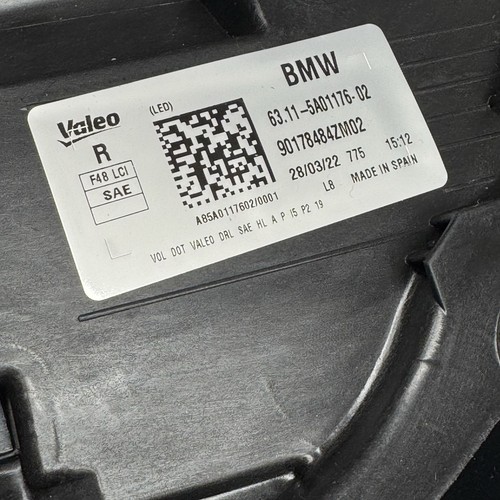 Valeo
(LED)
BMW
R
63.11-5A01176-02
F48 LCI
SAE
90178484ZM02
28/03/22 775 15:12
A85A0117602/0001
L8 MADE IN SPAIN
VOL DOT VALEO DRL SAE HL A P I5 P2 19